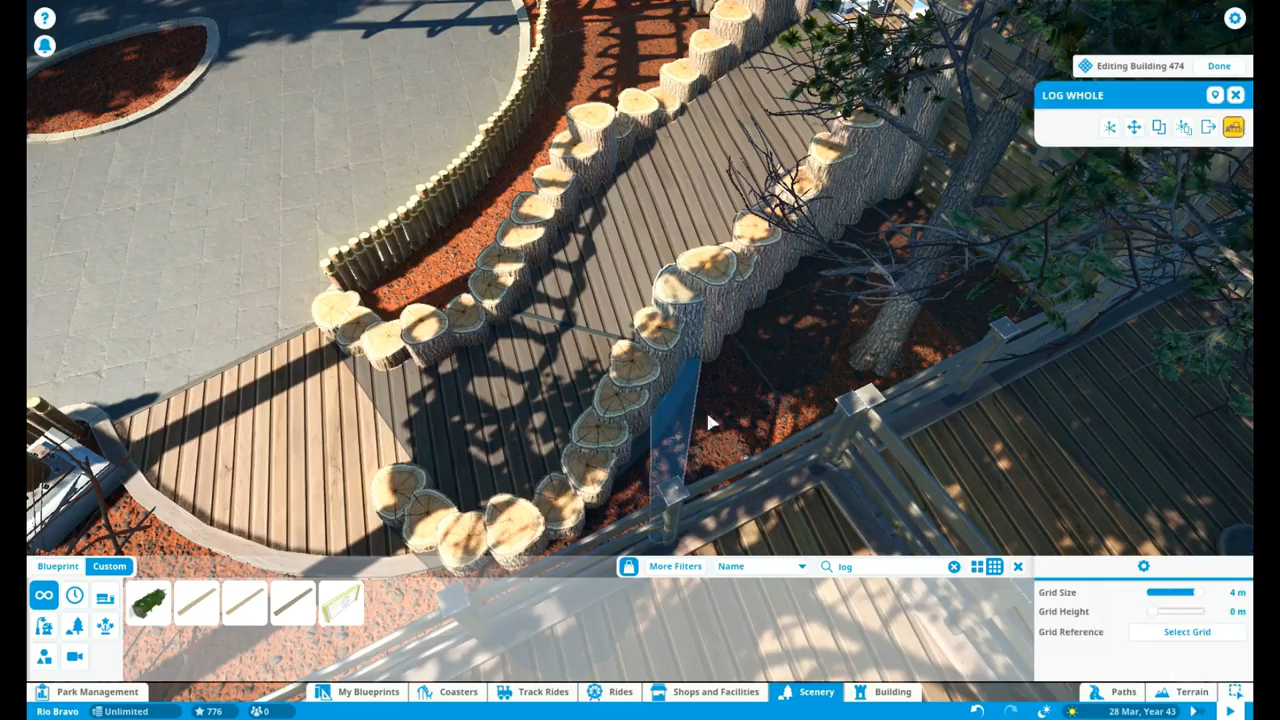 ?
Editing Building 474 Done
LOG WHOLE
Blueprint Custom
More Filters Name log
Grid Size 4 m
Grid Height 0 m
Grid Reference Select Grid
Park Management My Blueprints Coasters Track Rides Rides Shops and Facilities Scenery Building Paths Terrain
Rio Bravo Unlimited 776 0 28 Mar, Year 43